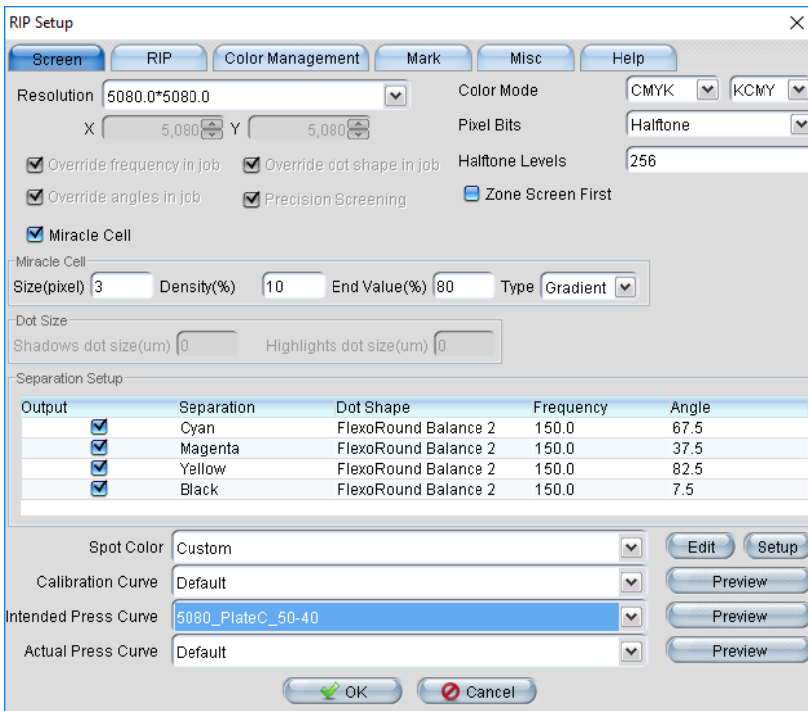 RIP Setup
Screen RIP Color Management Mark Misc Help
Resolution 5080.0*5080.0 Color Mode CMYK KCMY
X 5,080 Y 5,080 Pixel Bits Halftone
Override frequency in job Override dot shape in job Halftone Levels 256
Override angles in job Precision Screening Zone Screen First
Miracle Cell
Miracle Cell
Size(pixel) 3 Density(%) 10 End Value(%) 80 Type Gradient
Dot Size
Shadows dot size(um) 0 Highlights dot size(um) 0
Separation Setup
Output Separation Dot Shape Frequency Angle
Cyan FlexoRound Balance 2 150.0 67.5
Magenta FlexoRound Balance 2 150.0 37.5
Yellow FlexoRound Balance 2 150.0 82.5
Black FlexoRound Balance 2 150.0 7.5
Spot Color Custom Edit Setup
Calibration Curve Default Preview
Intended Press Curve 5080_PlateC_50-40 Preview
Actual Press Curve Default Preview
OK Cancel